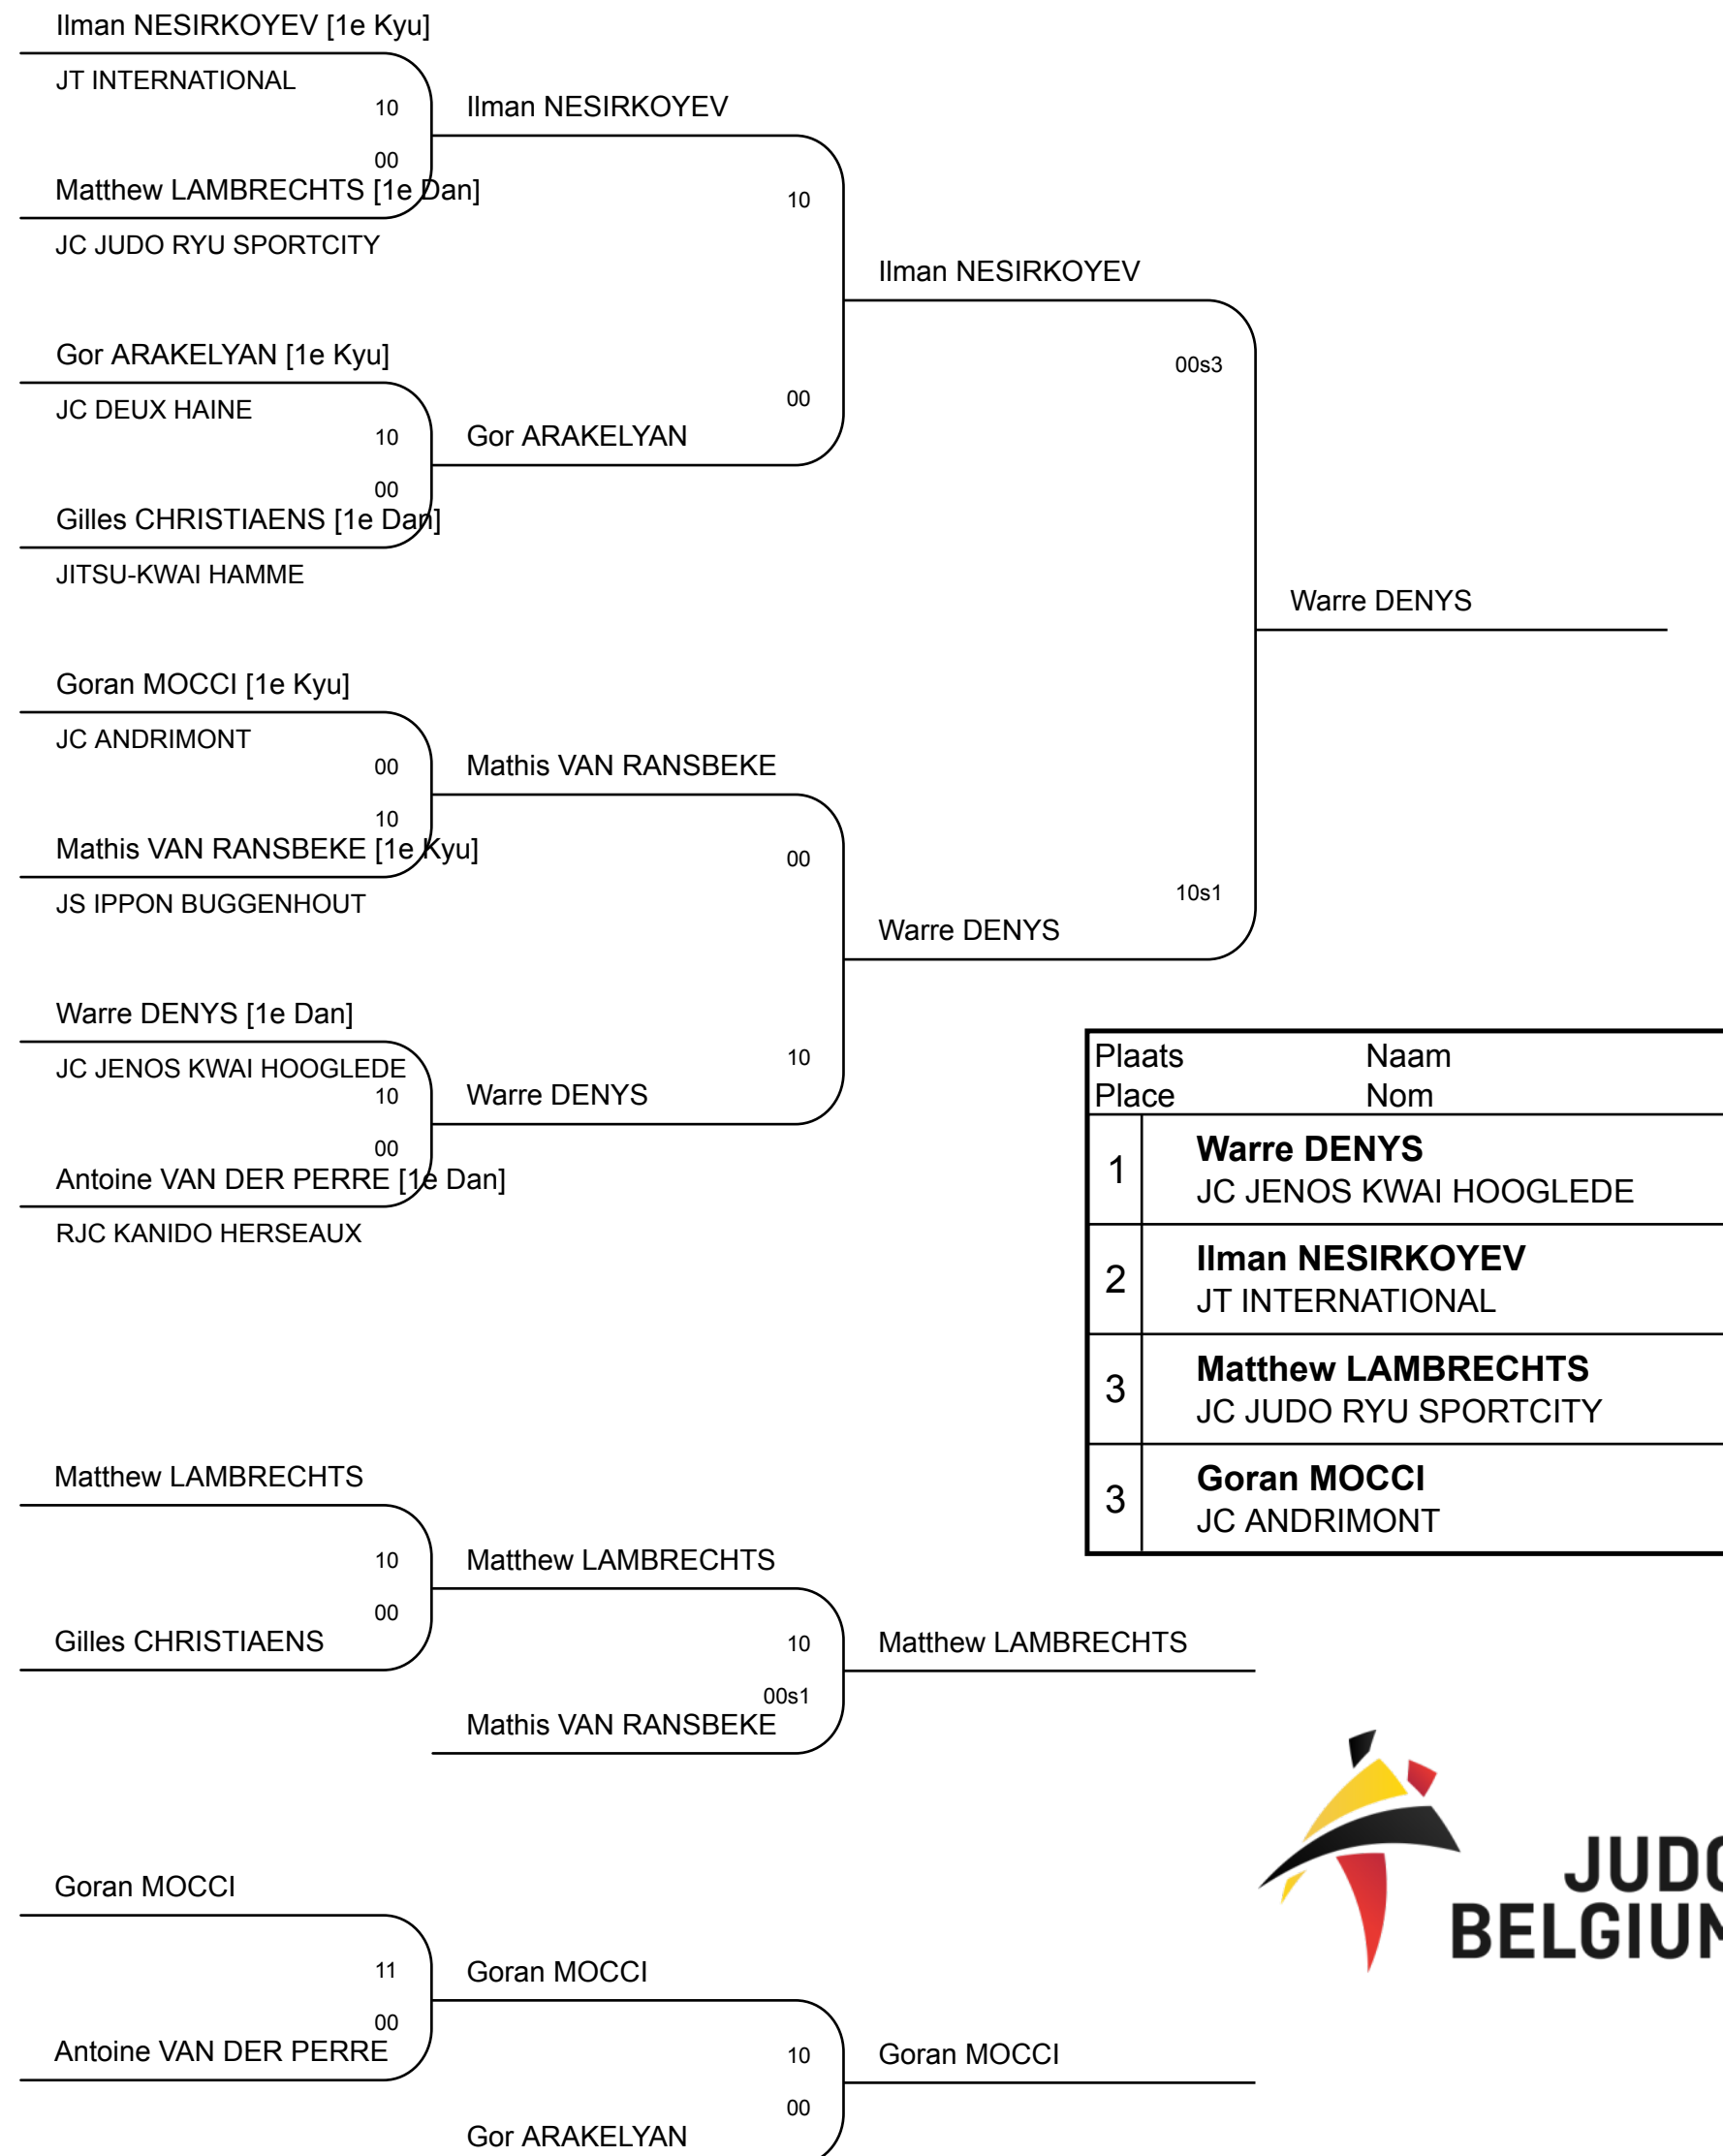 Ilman NESIRKOYEV [1e Kyu]
JT INTERNATIONAL
10
Ilman NESIRKOYEV
00
Matthew LAMBRECHTS [1e Dan]
10
JC JUDO RYU SPORTCITY
Ilman NESIRKOYEV
Gor ARAKELYAN [1e Kyu]
00s3
JC DEUX HAINE
00
10
Gor ARAKELYAN
00
Gilles CHRISTIAENS [1e Dan]
JITSU-KWAI HAMME
Warre DENYS
Goran MOCCI [1e Kyu]
JC ANDRIMONT
00
Mathis VAN RANSBEKE
10
Mathis VAN RANSBEKE [1e Kyu]
00
JS IPPON BUGGENHOUT
10s1
Warre DENYS
Warre DENYS [1e Dan]
JC JENOS KWAI HOOGLEDE
10
10
Warre DENYS
00
Antoine VAN DER PERRE [1e Dan]
RJC KANIDO HERSEAUX
Plaats Naam
Place Nom
1 Warre DENYS
JC JENOS KWAI HOOGLEDE
2 Ilman NESIRKOYEV
JT INTERNATIONAL
3 Matthew LAMBRECHTS
JC JUDO RYU SPORTCITY
3 Goran MOCCI
JC ANDRIMONT
Matthew LAMBRECHTS
10
Matthew LAMBRECHTS
00
Gilles CHRISTIAENS
10
Matthew LAMBRECHTS
00s1
Mathis VAN RANSBEKE
Goran MOCCI
11
Goran MOCCI
00
Antoine VAN DER PERRE
10
Goran MOCCI
00
Gor ARAKELYAN
JUDO
BELGIUM